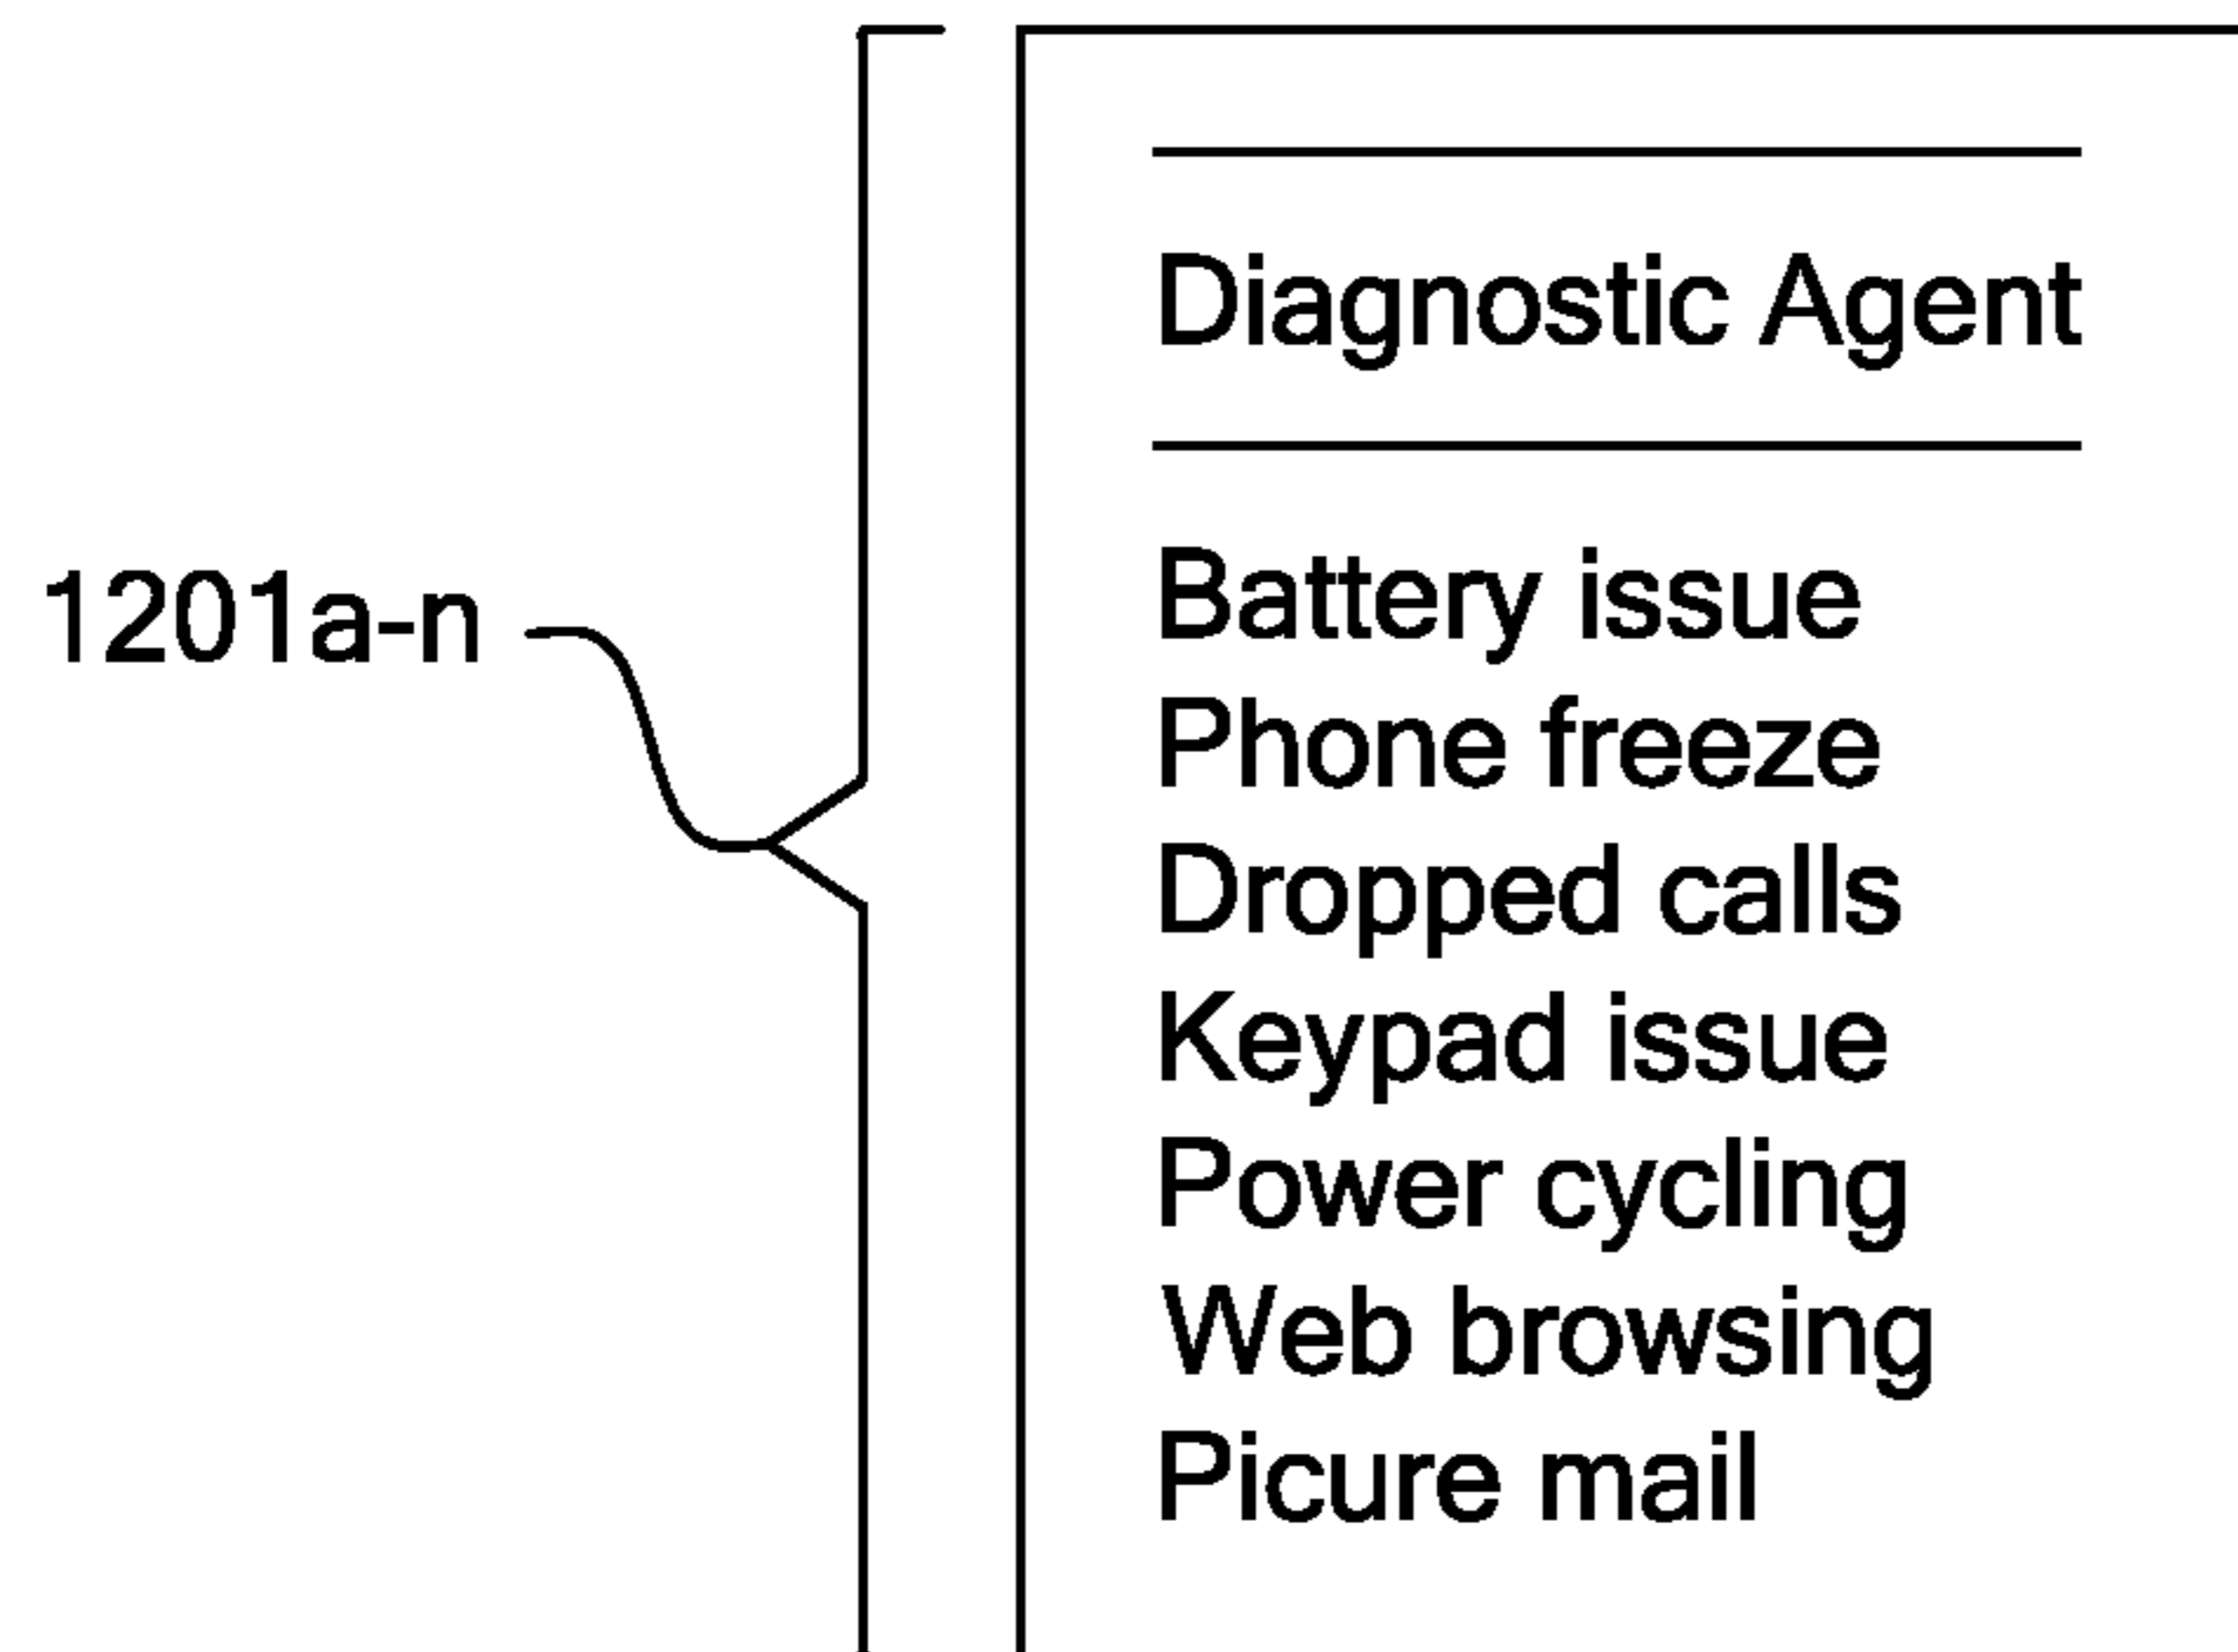 Diagnostic Agent
1201a-n
Battery issue
Phone freeze
Dropped calls
Keypad issue
Power cycling
Web browsing
Picure mail